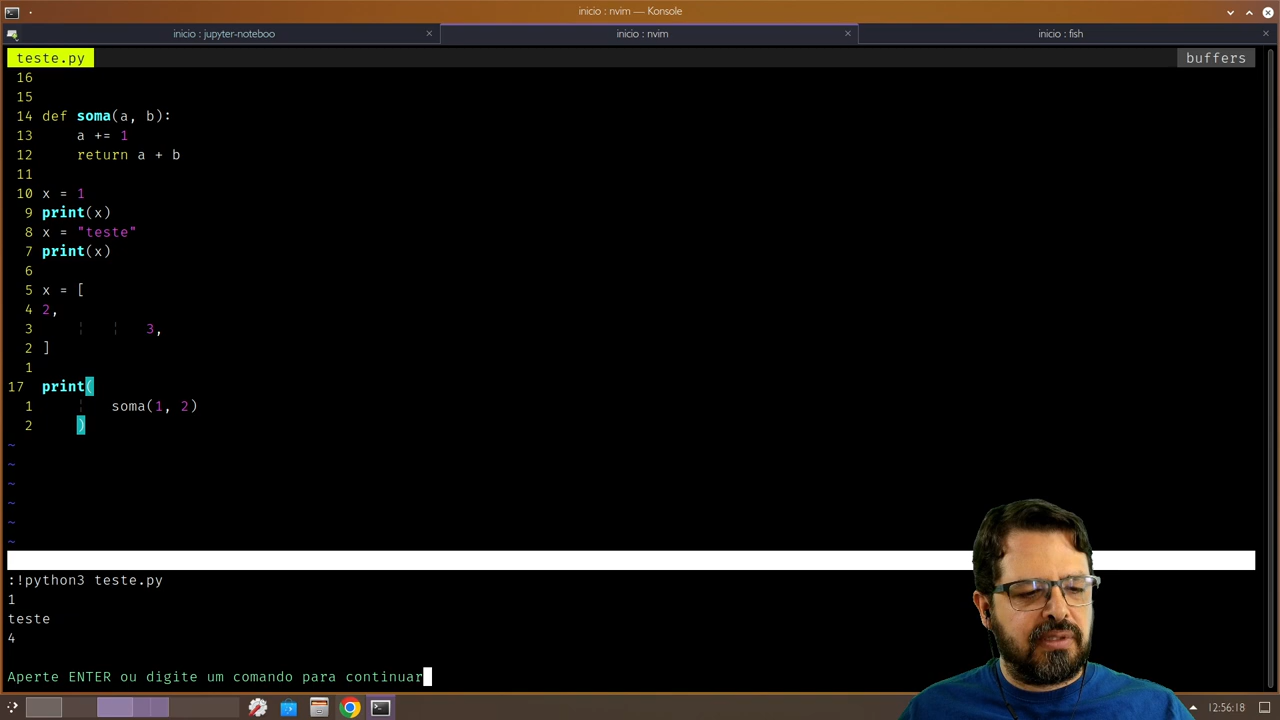 inicio : nvim — Konsole
inicio : jupyter-noteboo
inicio : nvim
inicio : fish
teste.py
buffers
16
15
14 def soma(a, b):
13     a += 1
12     return a + b
11
10 x = 1
9 print(x)
8 x = "teste"
7 print(x)
6
5 x = [
4 2,
3             3,
2 ]
1
17 print(
1         soma(1, 2)
2     )
~
~
~
~
~
~
:!python3 teste.py
1
teste
4
Aperte ENTER ou digite um comando para continuar
12:56:18